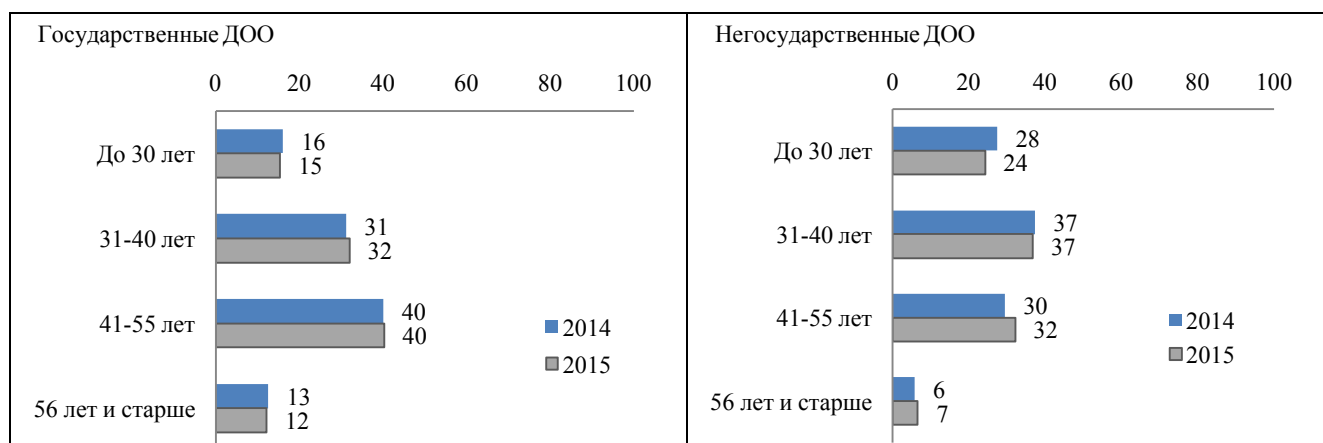 Государственные ДОО
0 20 40 60 80 100
До 30 лет
16
15
31-40 лет
31
32
41-55 лет
40
40
56 лет и старше
13
12
2014
2015
Негосударственные ДОО
0 20 40 60 80 100
До 30 лет
28
24
31-40 лет
37
37
41-55 лет
30
32
56 лет и старше
6
7
2014
2015